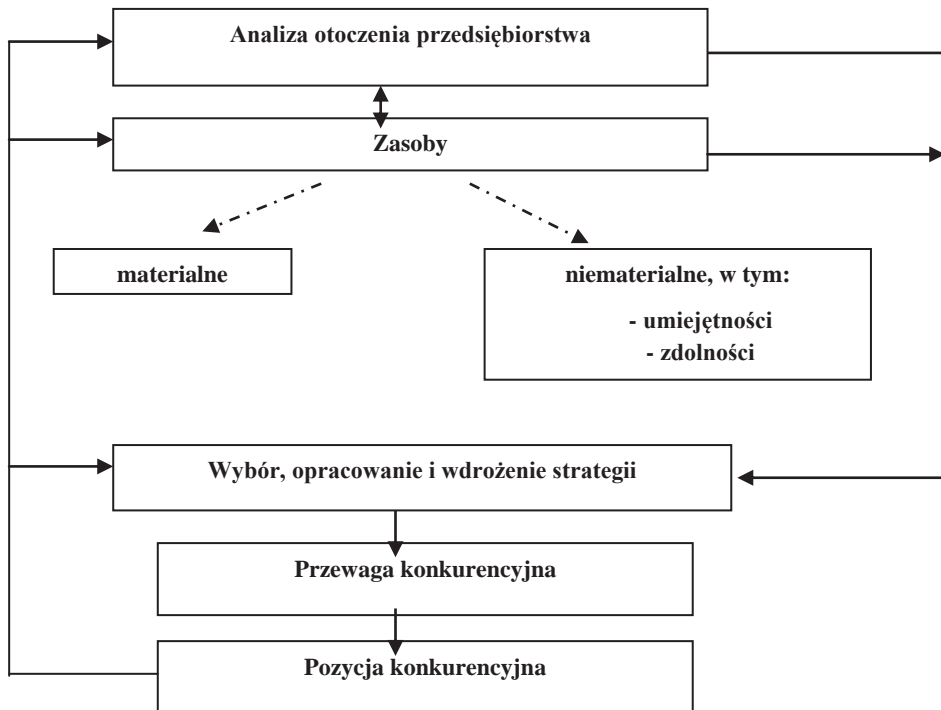 Analiza otoczenia przedsiębiorstwa
Zasoby
materialne
niematerialne, w tym:
- umiejętności
- zdolności
Wybór, opracowanie i wdrożenie strategii
Przewaga konkurencyjna
Pozycja konkurencyjna